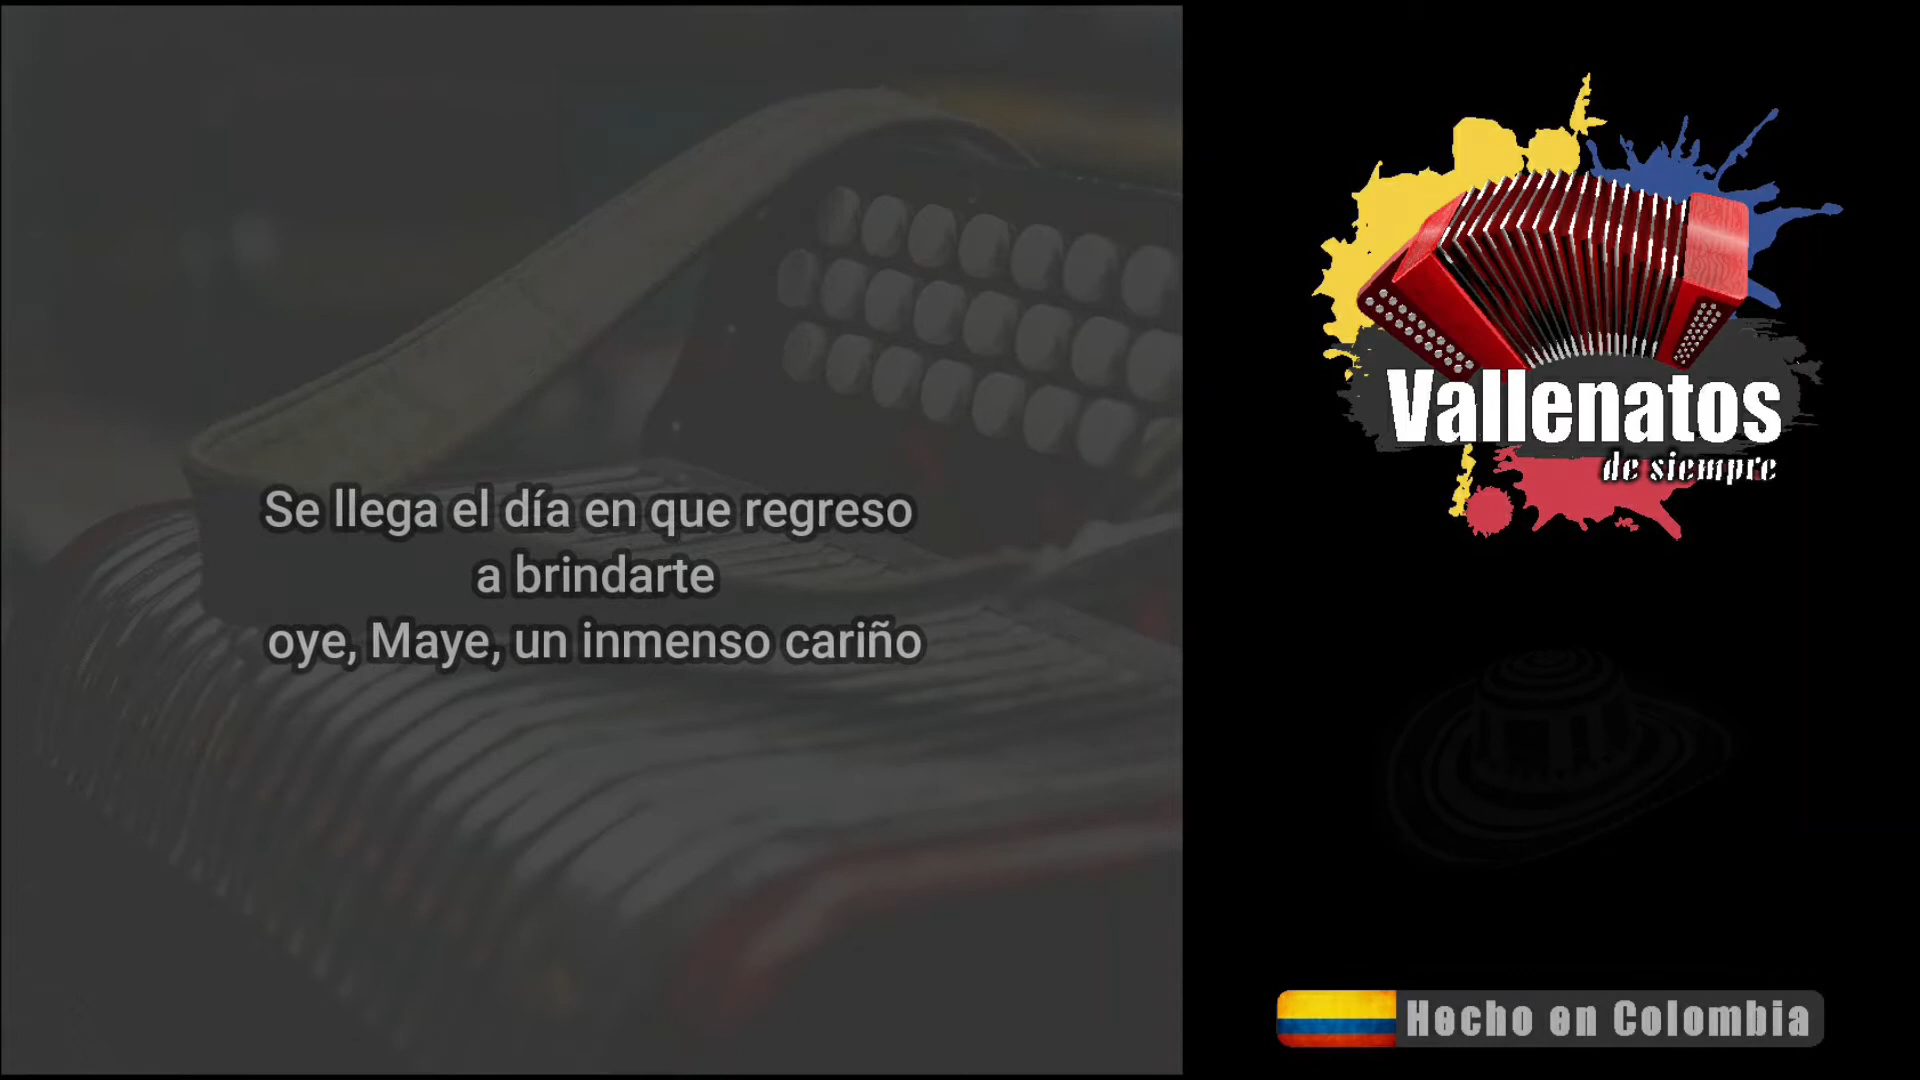 Se llega el día en que regreso
a brindarte
oye, Maye, un inmenso cariño
Vallenatos
de siempre
Hecho en Colombia